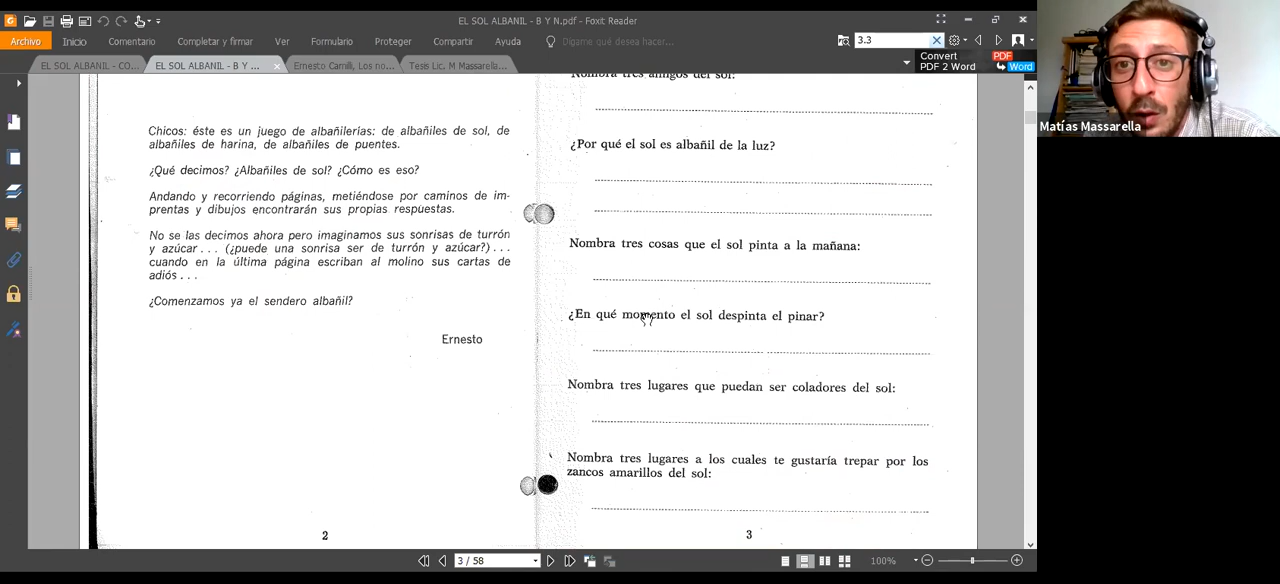 EL SOL ALBANIL - B Y N.pdf - Foxit Reader
Archivo Inicio Comentario Completar y firmar Ver Formulario Proteger Compartir Ayuda Dígame qué desea hacer...
3.3
EL SOL ALBANIL - CO... EL SOL ALBANIL - B Y ... Ernesto Camilli, Los no... Tesis Lic. M Massarella...
Convert
PDF 2 Word
PDF
Word
Matías Massarella
Chicos: éste es un juego de albañilerías: de albañiles de sol, de
albañiles de harina, de albañiles de puentes.
¿Qué decimos? ¿Albañiles de sol? ¿Cómo es eso?
Andando y recorriendo páginas, metiéndose por caminos de im-
prentas y dibujos encontrarán sus propias respuestas.
No se las decimos ahora pero imaginamos sus sonrisas de turrón
y azúcar... (¿puede una sonrisa ser de turrón y azúcar?)...
cuando en la última página escriban al molino sus cartas de
adiós...
¿Comenzamos ya el sendero albañil?
Ernesto
2
Nombra tres amigos del sol:
¿Por qué el sol es albañil de la luz?
Nombra tres cosas que el sol pinta a la mañana:
¿En qué momento el sol despinta el pinar?
Nombra tres lugares que puedan ser coladores del sol:
Nombra tres lugares a los cuales te gustaría trepar por los
zancos amarillos del sol:
3
3 / 58
100%